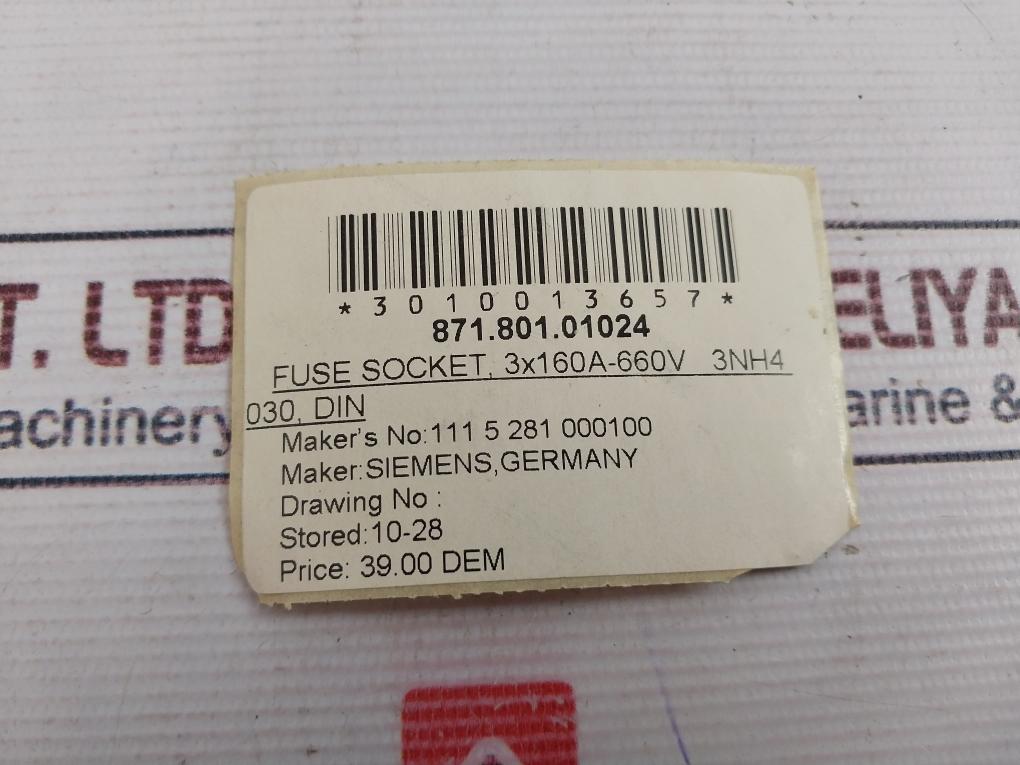 *3010013657*
871.801.01024
FUSE SOCKET, 3x160A-660V 3NH4
030, DIN
Maker's No:111 5 281 000100
Maker:SIEMENS,GERMANY
Drawing No :
Stored:10-28
Price: 39.00 DEM
T. LTD
ELIYA
achinery
arine &